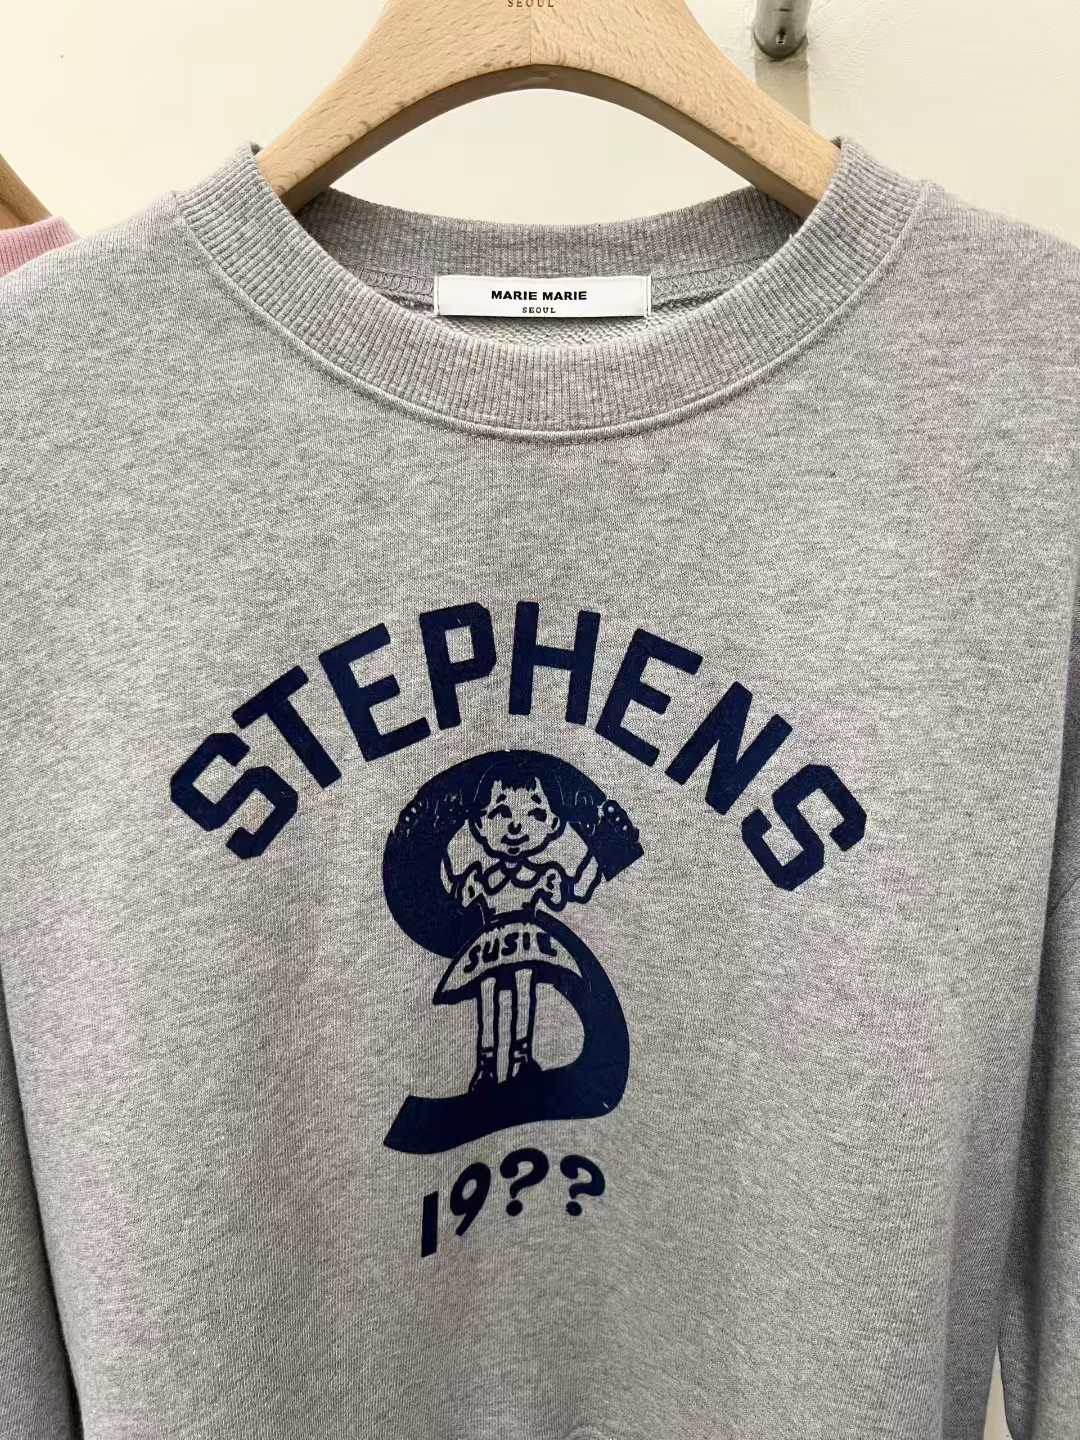 SEOUL
MARIE MARIE
SEOUL
STEPHENS
SUSIE
19??